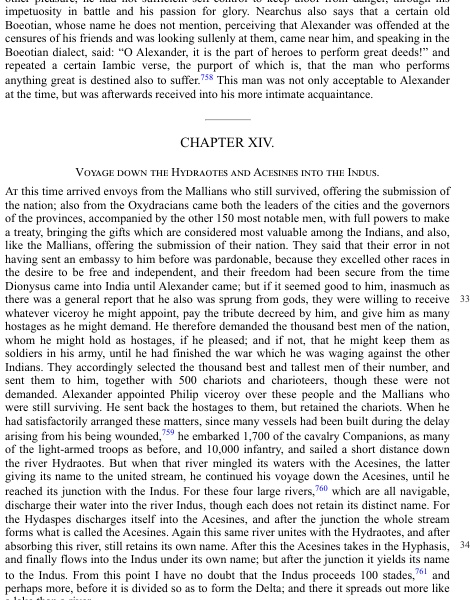 impetuosity in battle and his passion for glory. Nearchus also says that a certain old
Boeotian, whose name he does not mention, perceiving that Alexander was offended at the
censures of his friends and was looking sullenly at them, came near him, and speaking in the
Boeotian dialect, said: “O Alexander, it is the part of heroes to perform great deeds!” and
repeated a certain Iambic verse, the purport of which is, that the man who performs
anything great is destined also to suffer.758 This man was not only acceptable to Alexander
at the time, but was afterwards received into his more intimate acquaintance.
CHAPTER XIV.
Voyage down the Hydraotes and Acesines into the Indus.
At this time arrived envoys from the Mallians who still survived, offering the submission of
the nation; also from the Oxydracians came both the leaders of the cities and the governors
of the provinces, accompanied by the other 150 most notable men, with full powers to make
a treaty, bringing the gifts which are considered most valuable among the Indians, and also,
like the Mallians, offering the submission of their nation. They said that their error in not
having sent an embassy to him before was pardonable, because they excelled other races in
the desire to be free and independent, and their freedom had been secure from the time
Dionysus came into India until Alexander came; but if it seemed good to him, inasmuch as
there was a general report that he also was sprung from gods, they were willing to receive 33
whatever viceroy he might appoint, pay the tribute decreed by him, and give him as many
hostages as he might demand. He therefore demanded the thousand best men of the nation,
whom he might hold as hostages, if he pleased; and if not, that he might keep them as
soldiers in his army, until he had finished the war which he was waging against the other
Indians. They accordingly selected the thousand best and tallest men of their number, and
sent them to him, together with 500 chariots and charioteers, though these were not
demanded. Alexander appointed Philip viceroy over these people and the Mallians who
were still surviving. He sent back the hostages to them, but retained the chariots. When he
had satisfactorily arranged these matters, since many vessels had been built during the delay
arising from his being wounded,759 he embarked 1,700 of the cavalry Companions, as many
of the light-armed troops as before, and 10,000 infantry, and sailed a short distance down
the river Hydraotes. But when that river mingled its waters with the Acesines, the latter
giving its name to the united stream, he continued his voyage down the Acesines, until he
reached its junction with the Indus. For these four large rivers,760 which are all navigable,
discharge their water into the river Indus, though each does not retain its distinct name. For
the Hydaspes discharges itself into the Acesines, and after the junction the whole stream
forms what is called the Acesines. Again this same river unites with the Hydraotes, and after
absorbing this river, still retains its own name. After this the Acesines takes in the Hyphasis, 34
and finally flows into the Indus under its own name; but after the junction it yields its name
to the Indus. From this point I have no doubt that the Indus proceeds 100 stades,761 and
perhaps more, before it is divided so as to form the Delta; and there it spreads out more like